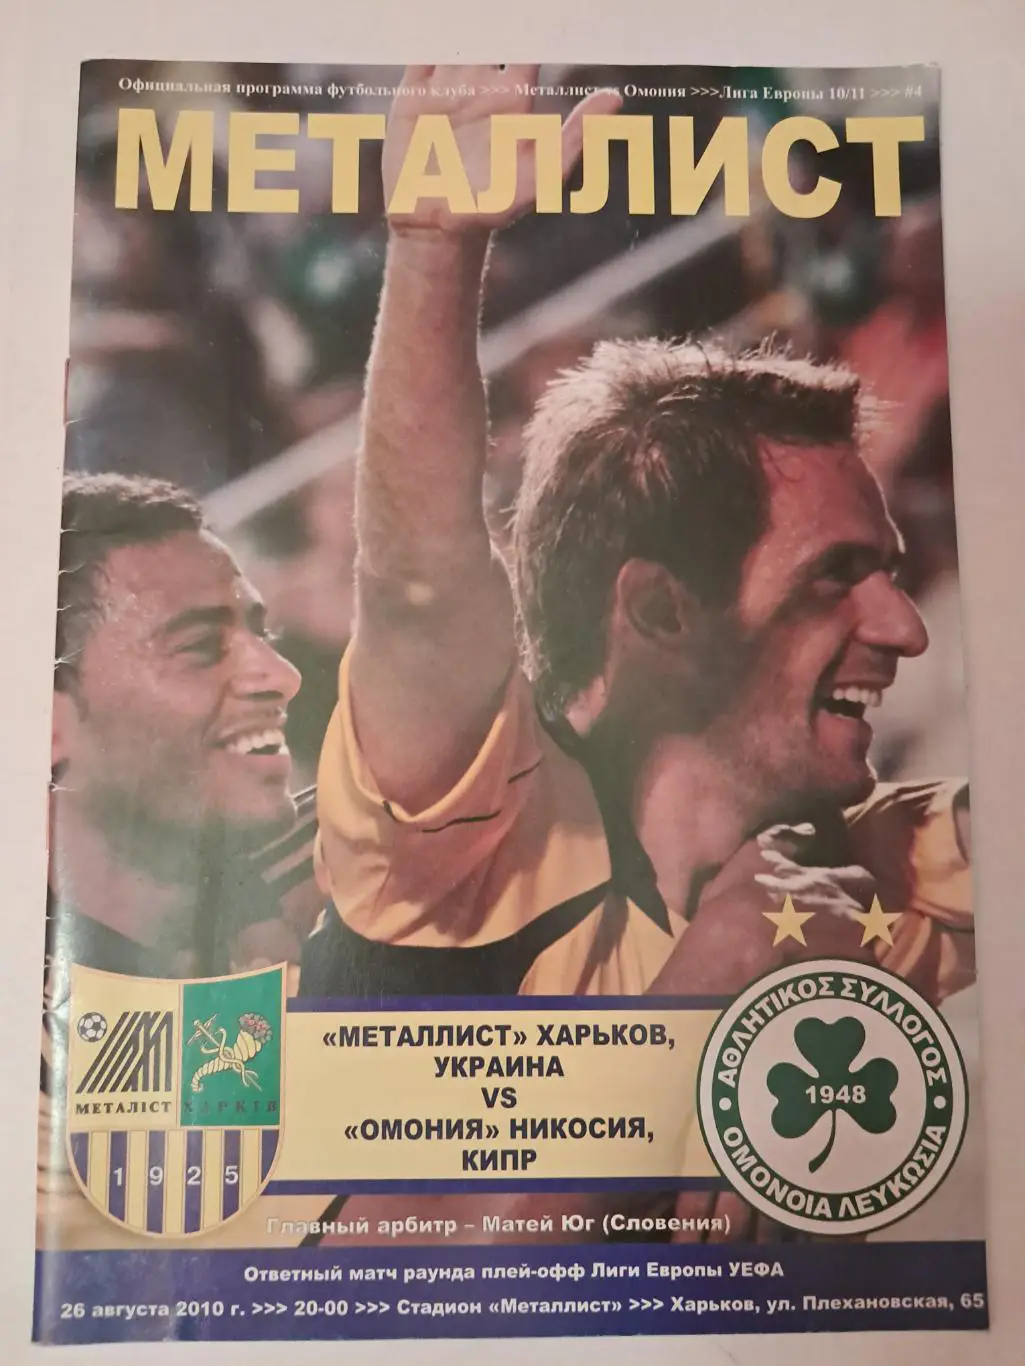 Официальная программа футбольного клуба >>> Металлист vs Омония >>>Лига Европы 10/11 >>> #4
МЕТАЛЛИСТ
«МЕТАЛЛИСТ» ХАРЬКОВ,
УКРАИНА
VS
«ОМОНИЯ» НИКОСИЯ,
КИПР
МЕТАЛІСТ ХАРКІВ
1925
ΑΘΛΗΤΙΚΟΣ ΣΥΛΛΟΓΟΣ
1948
ΟΜΟΝΟΙΑ ΛΕΥΚΩΣΙΑ
Главный арбитр – Матей Юг (Словения)
Ответный матч раунда плей-офф Лиги Европы УЕФА
26 августа 2010 г. >>> 20-00 >>> Стадион «Металлист» >>> Харьков, ул. Плехановская, 65